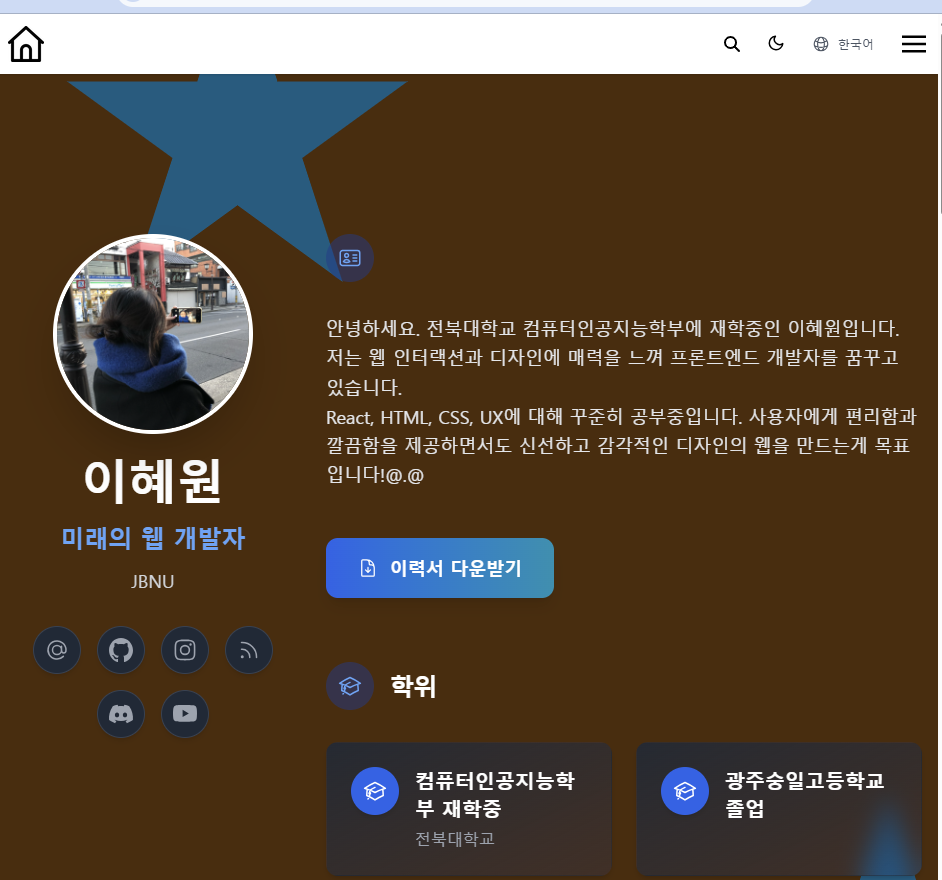 한국어
안녕하세요. 전북대학교 컴퓨터인공지능학부에 재학중인 이혜원입니다.
저는 웹 인터랙션과 디자인에 매력을 느껴 프론트엔드 개발자를 꿈꾸고
있습니다.
React, HTML, CSS, UX에 대해 꾸준히 공부중입니다. 사용자에게 편리함과
깔끔함을 제공하면서도 신선하고 감각적인 디자인의 웹을 만드는게 목표
입니다!@.@
이혜원
미래의 웹 개발자
JBNU
이력서 다운받기
학위
컴퓨터인공지능학
부 재학중
전북대학교
광주숭일고등학교
졸업